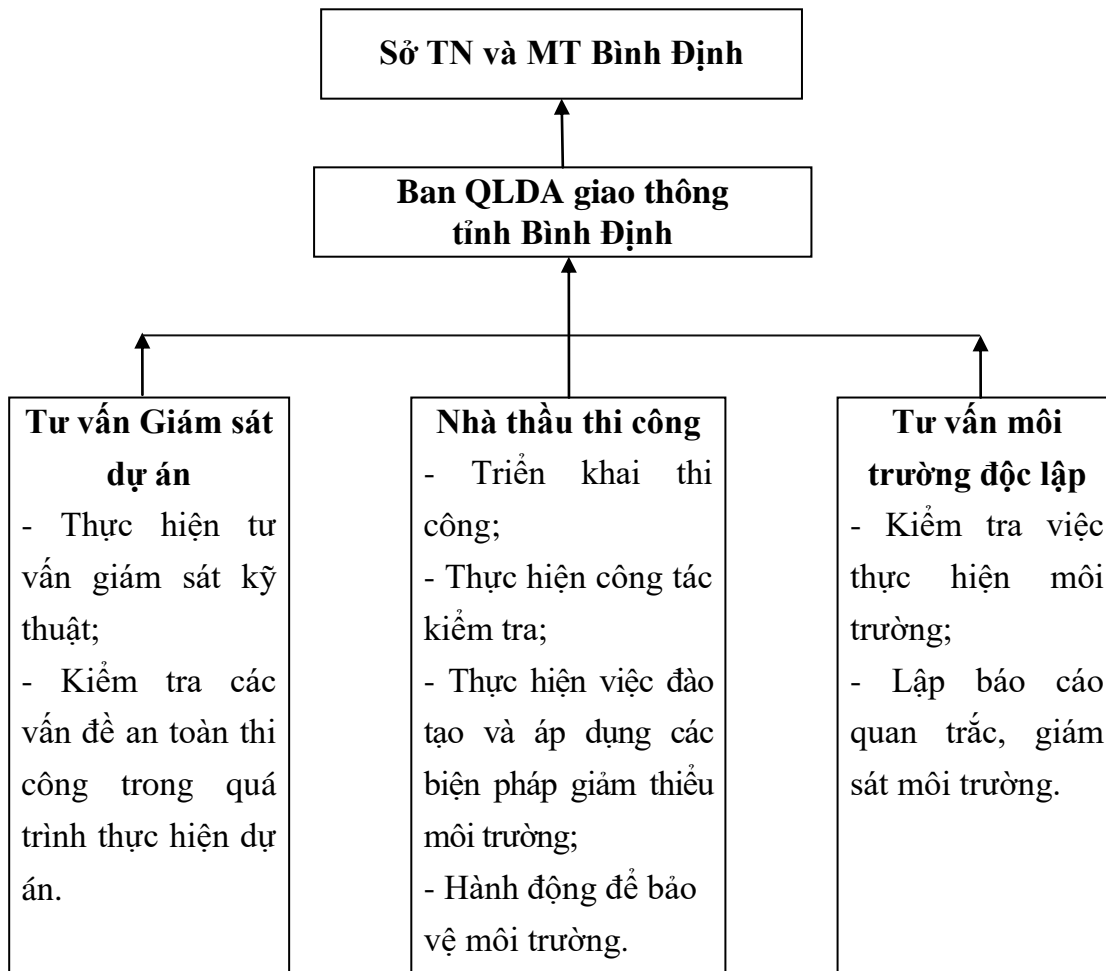 Sở TN và MT Bình Định
Ban QLDA giao thông
tỉnh Bình Định
Tư vấn Giám sát
dự án
- Thực hiện tư
vấn giám sát kỹ
thuật;
- Kiểm tra các
vấn đề an toàn thi
công trong quá
trình thực hiện dự
án.
Nhà thầu thi công
- Triển khai thi
công;
- Thực hiện công tác
kiểm tra;
- Thực hiện việc đào
tạo và áp dụng các
biện pháp giảm thiểu
môi trường;
- Hành động để bảo
vệ môi trường.
Tư vấn môi
trường độc lập
- Kiểm tra việc
thực hiện môi
trường;
- Lập báo cáo
quan trắc, giám
sát môi trường.